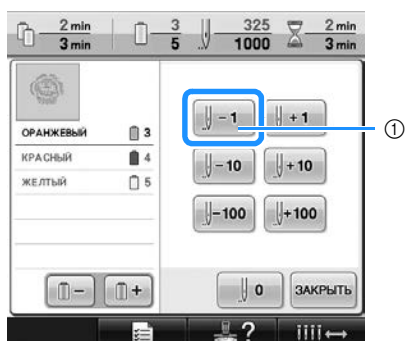 2 min 3 325 2 min
3 min 5 1000 3 min
ОРАНЖЕВЫЙ 3
КРАСНЫЙ 4
ЖЕЛТЫЙ 5
- 1 + 1
- 10 + 10
- 100 + 100
①
- +
0 ЗАКРЫТЬ
?